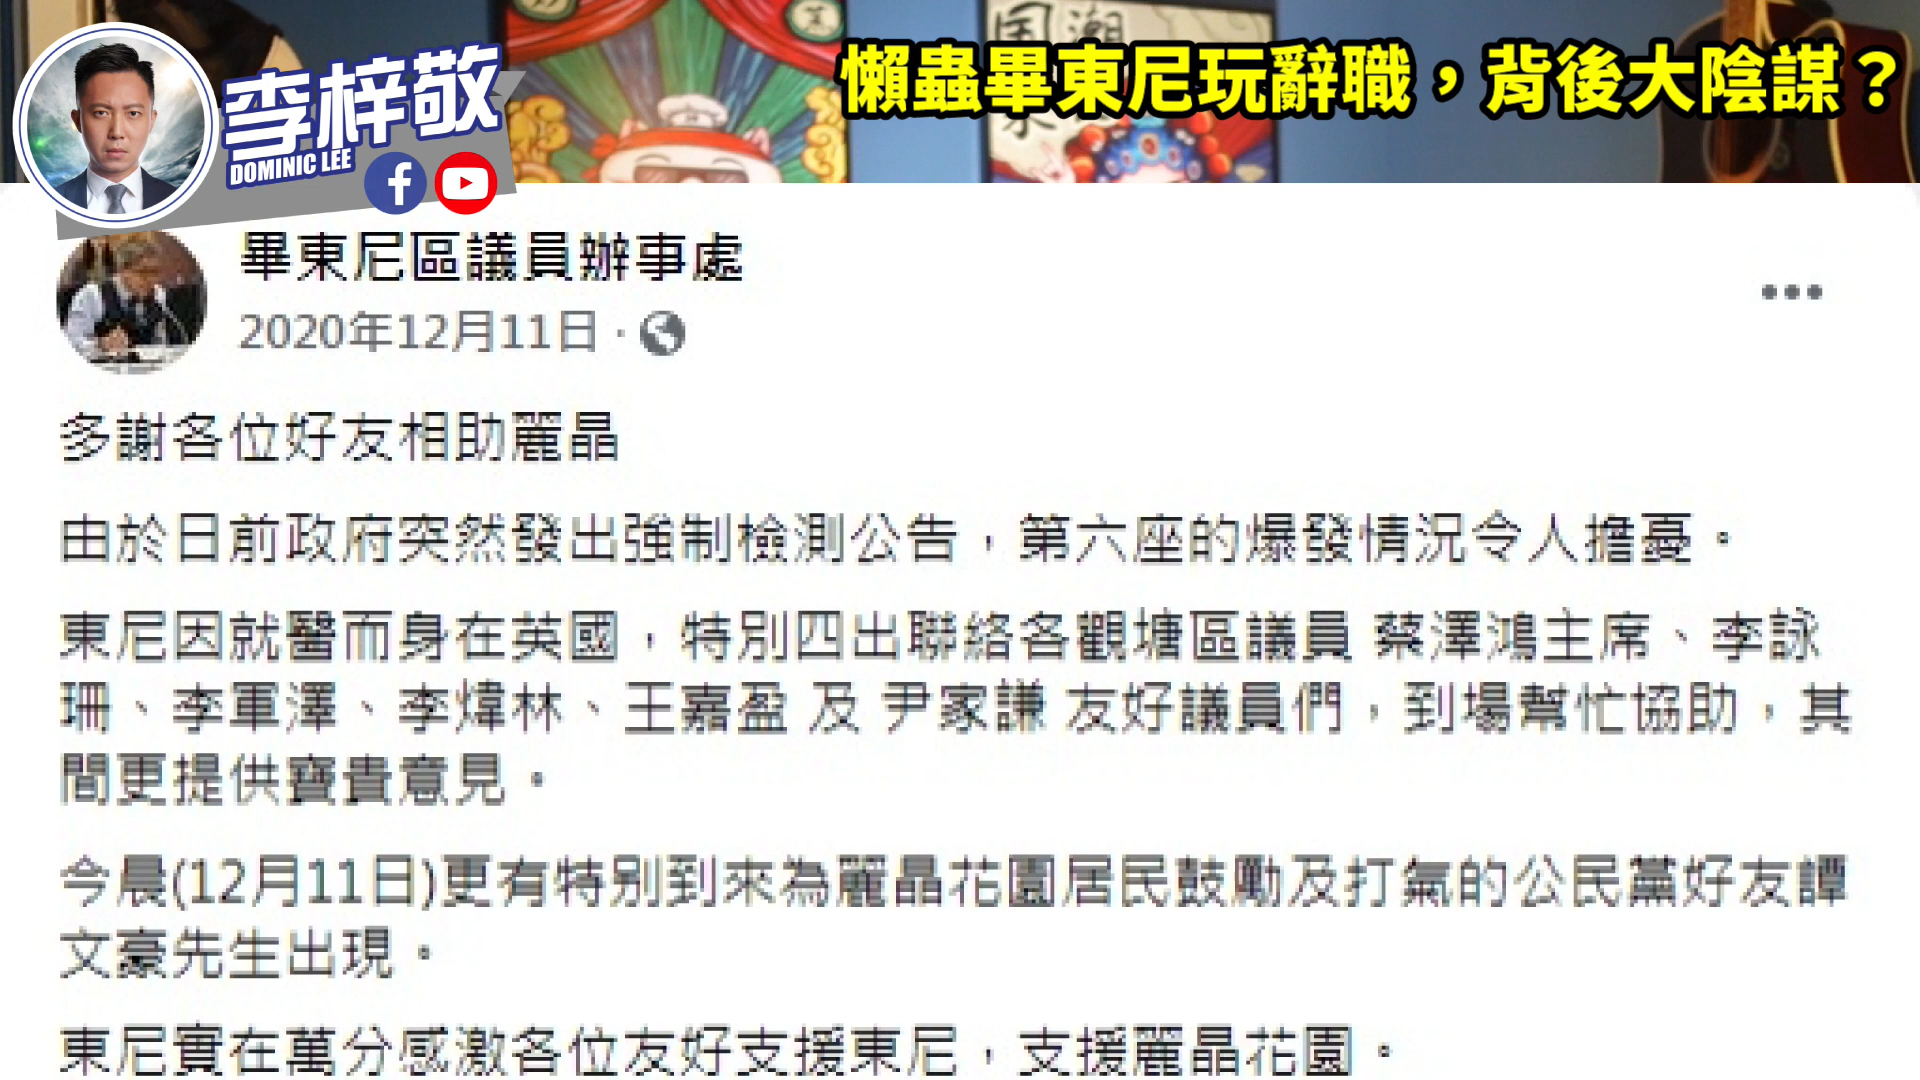 李梓敬
DOMINIC LEE
懶蟲畢東尼玩辭職，背後大陰謀？
国潮
畢東尼區議員辦事處
2020年12月11日·
多謝各位好友相助麗晶
由於日前政府突然發出強制檢測公告，第六座的爆發情況令人擔憂。
東尼因就醫而身在英國，特別四出聯絡各觀塘區議員 蔡澤鴻主席、李詠
珊、李軍澤、李煒林、王嘉盈 及 尹家謙 友好議員們，到場幫忙協助，其
間更提供寶貴意見。
今晨(12月11日)更有特別到來為麗晶花園居民鼓勵及打氣的公民黨好友譚
文豪先生出現。
東尼實在萬分感激各位友好支援東尼，支援麗晶花園。